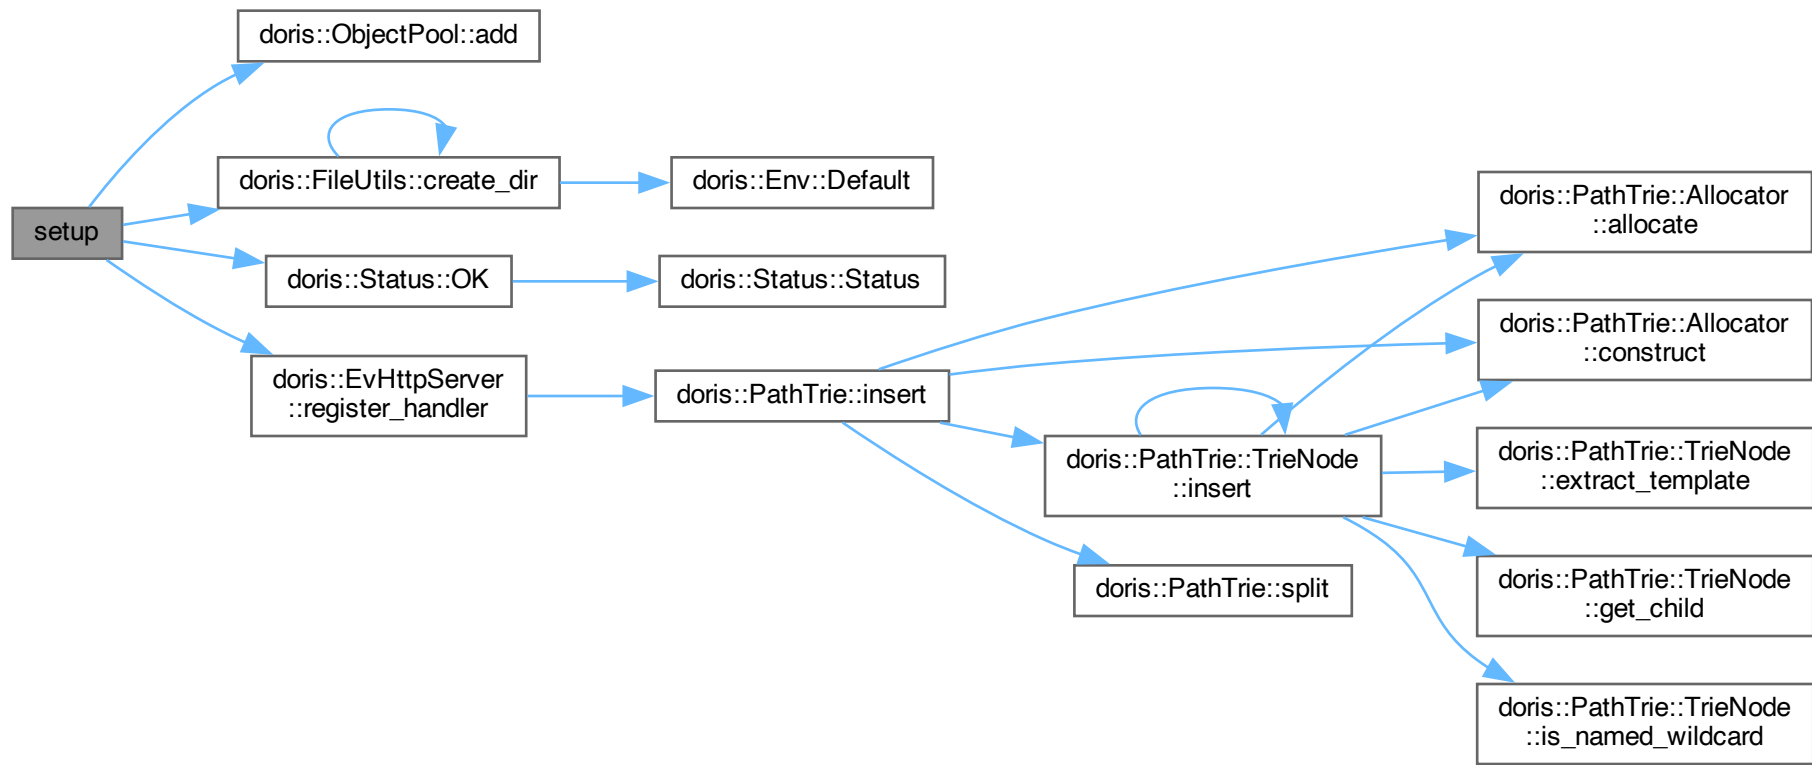 doris::ObjectPool::add
doris::FileUtils::create_dir
doris::Env::Default
setup
doris::Status::OK
doris::Status::Status
doris::EvHttpServer
::register_handler
doris::PathTrie::insert
doris::PathTrie::TrieNode
::insert
doris::PathTrie::split
doris::PathTrie::Allocator
::allocate
doris::PathTrie::Allocator
::construct
doris::PathTrie::TrieNode
::extract_template
doris::PathTrie::TrieNode
::get_child
doris::PathTrie::TrieNode
::is_named_wildcard